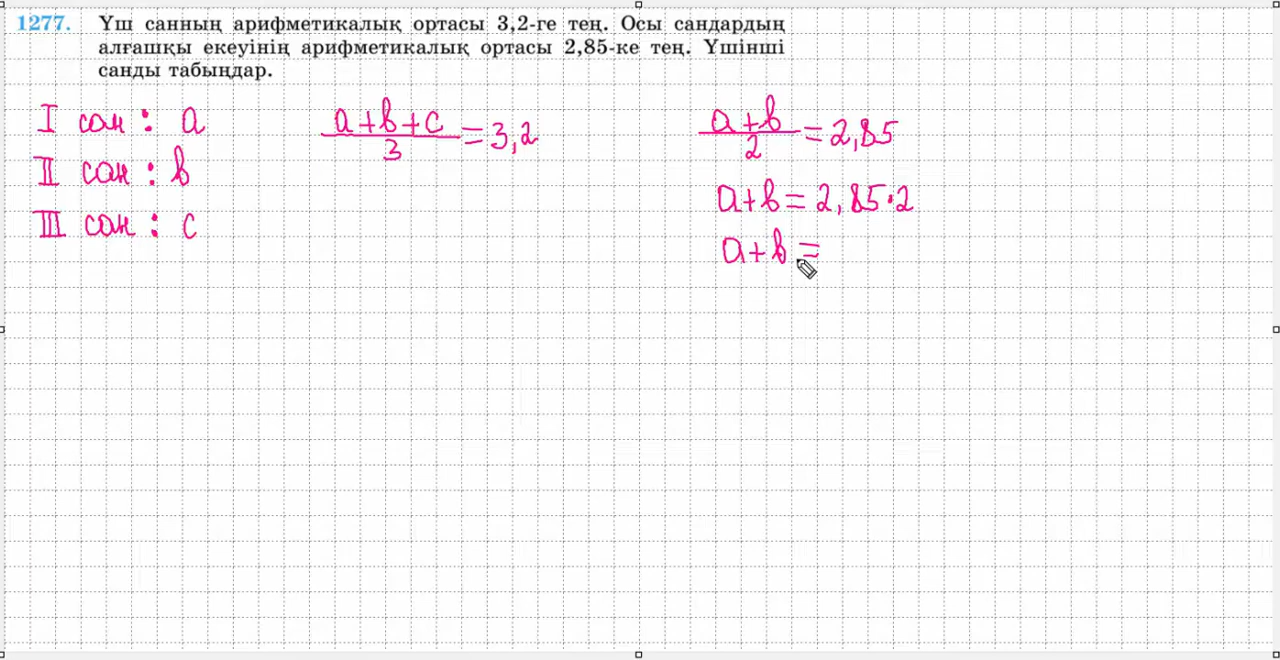 1277. Үш санның арифметикалық ортасы 3,2-ге тең. Осы сандардың
алғашқы екеуінің арифметикалық ортасы 2,85-ке тең. Үшінші
санды табыңдар.
I сан : a
II сан : b
III сан : c
a+b+c
3
=3,2
a+b
2
=2,85
a+b=2,85·2
a+b=